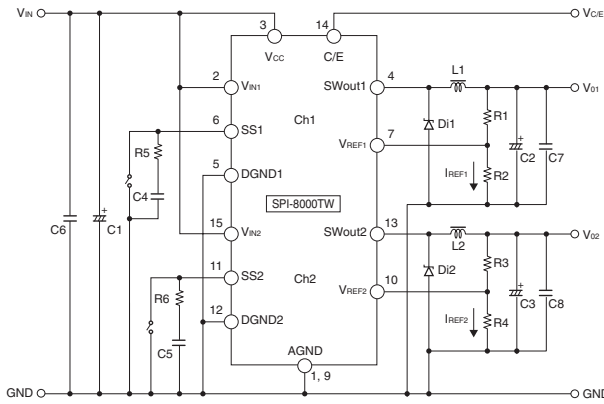 VIN
3
14
VC/E
VCC
C/E
2
VIN1
SWout1
4
L1
VO1
Ch1
6
SS1
R5
R1
Di1
7
VREF1
C2
C7
5
DGND1
C4
IREF1
R2
SPI-8000TW
C6
C1
15
VIN2
SWout2
13
L2
VO2
11
SS2
Ch2
R6
R3
Di2
10
VREF2
C3
C8
12
DGND2
C5
IREF2
R4
AGND
1, 9
GND
GND